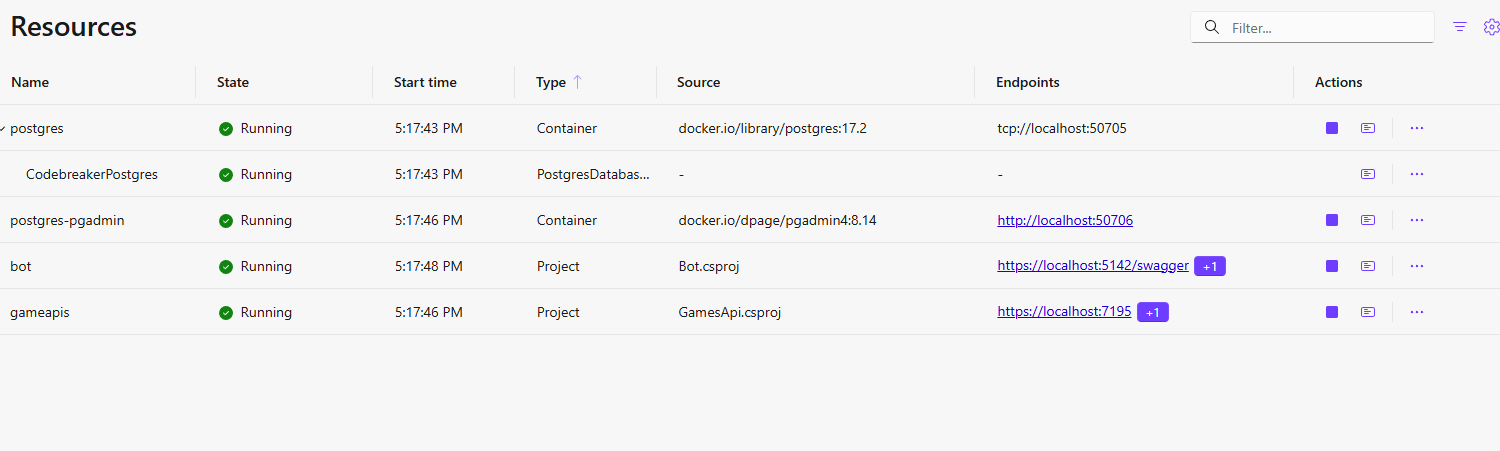 Resources
Filter...
Name State Start time Type Source Endpoints Actions
postgres Running 5:17:43 PM Container docker.io/library/postgres:17.2 tcp://localhost:50705
CodebreakerPostgres Running 5:17:43 PM PostgresDatabas... - -
postgres-pgadmin Running 5:17:46 PM Container docker.io/dpage/pgadmin4:8.14 http://localhost:50706
bot Running 5:17:48 PM Project Bot.csproj https://localhost:5142/swagger +1
gameapis Running 5:17:46 PM Project GamesApi.csproj https://localhost:7195 +1